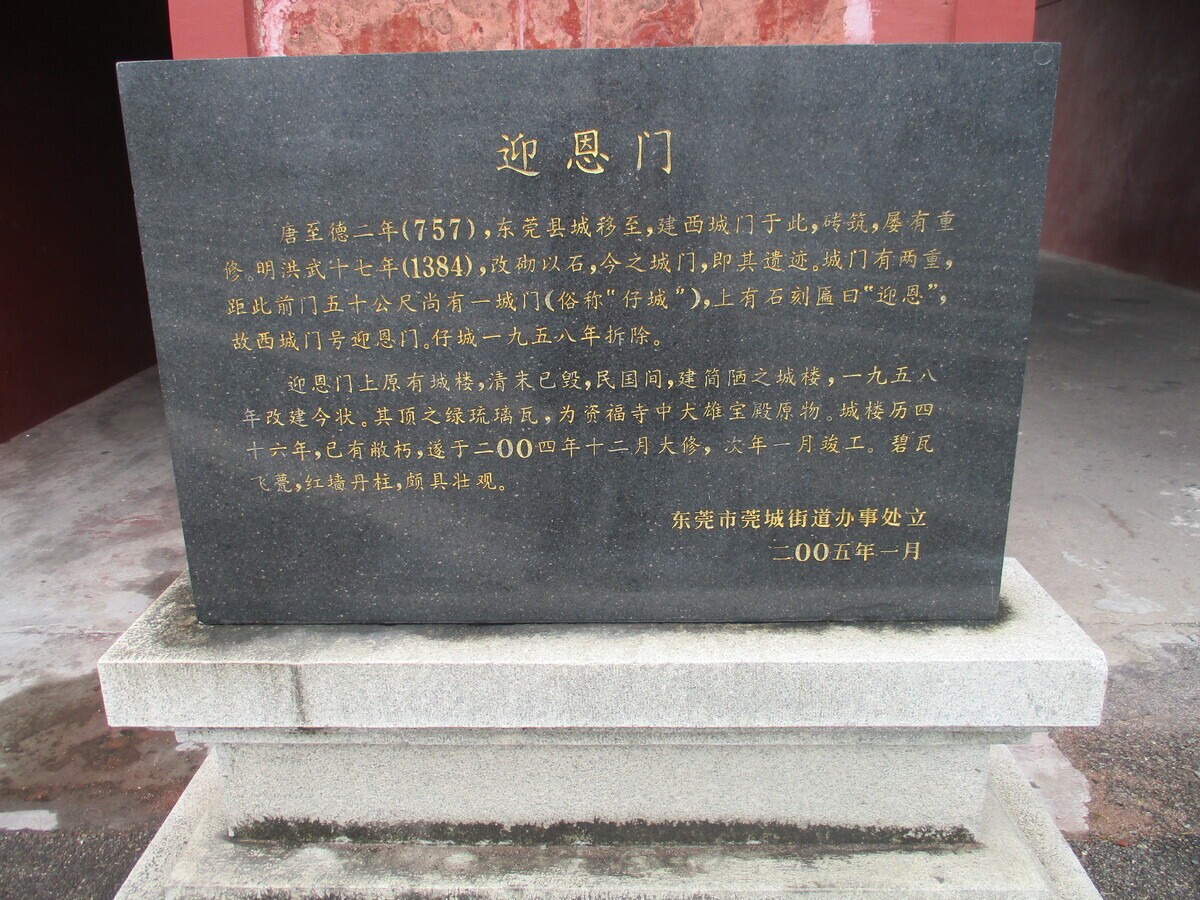 迎恩门
唐至德二年(757),东莞县城移至,建西城门于此,砖筑,屡有重
修。明洪武十七年(1384),改砌以石,今之城门,即其遗迹。城门有两重,
距此前门五十公尺尚有一城门(俗称“仔城”),上有石刻匾曰“迎恩”,
故西城门号迎恩门。仔城一九五八年拆除。
迎恩门上原有城楼,清末已毁,民国间,建简陋之城楼,一九五八
年改建今状。其顶之绿琉璃瓦,为资福寺中大雄宝殿原物。城楼历四
十六年,已有敝朽,遂于二〇〇四年十二月大修,次年一月竣工。碧瓦
飞甍,红墙丹柱,颇具壮观。
东莞市莞城街道办事处立
二〇〇五年一月